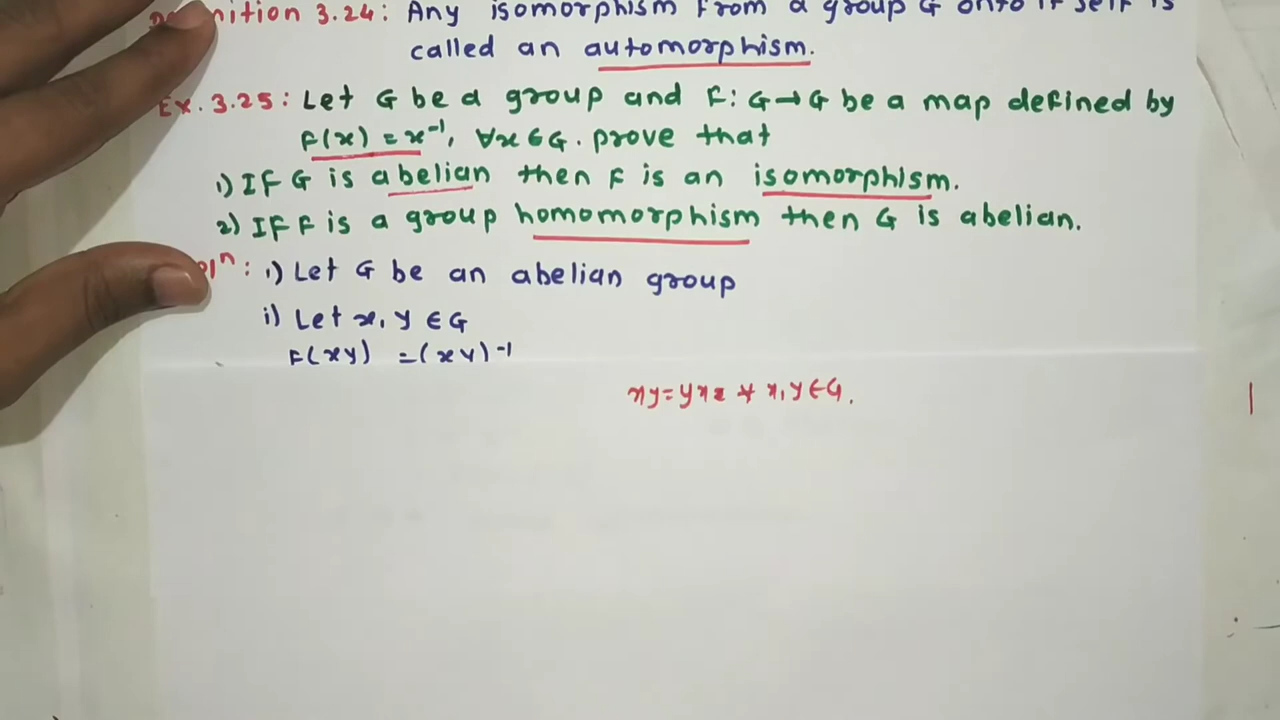 nition 3.24: Any isomorphism from a group G onto itself is
called an automorphism.
Ex. 3.25: Let G be a group and F: G→G be a map defined by
F(x) = x⁻¹, ∀x ∈ G. prove that
1) IF G is abelian then F is an isomorphism.
2) IF F is a group homomorphism then G is abelian.
olⁿ: 1) Let G be an abelian group
i) Let x, y ∈ G
F(xy) = (xy)-1
xy = yx ∀ x, y ∈ G.